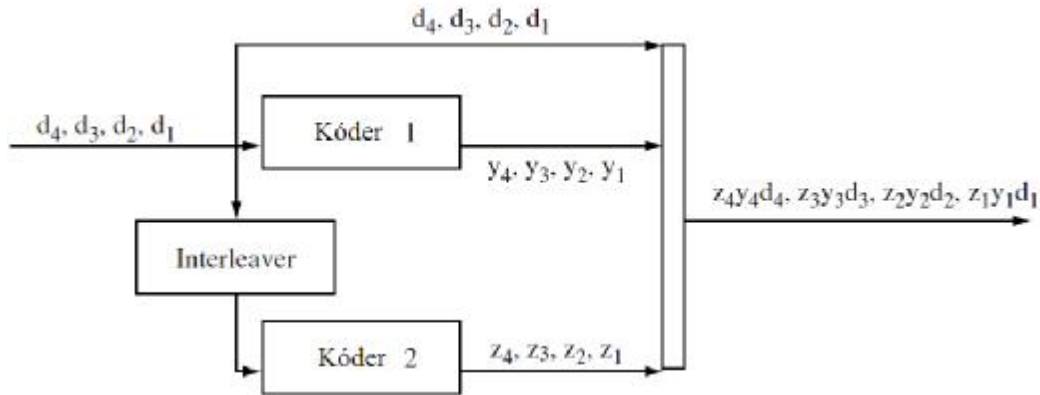 d₄, d₃, d₂, d₁
d₄, d₃, d₂, d₁
Kóder 1
y₄, y₃, y₂, y₁
z₄y₄d₄, z₃y₃d₃, z₂y₂d₂, z₁y₁d₁
Interleaver
Kóder 2
z₄, z₃, z₂, z₁